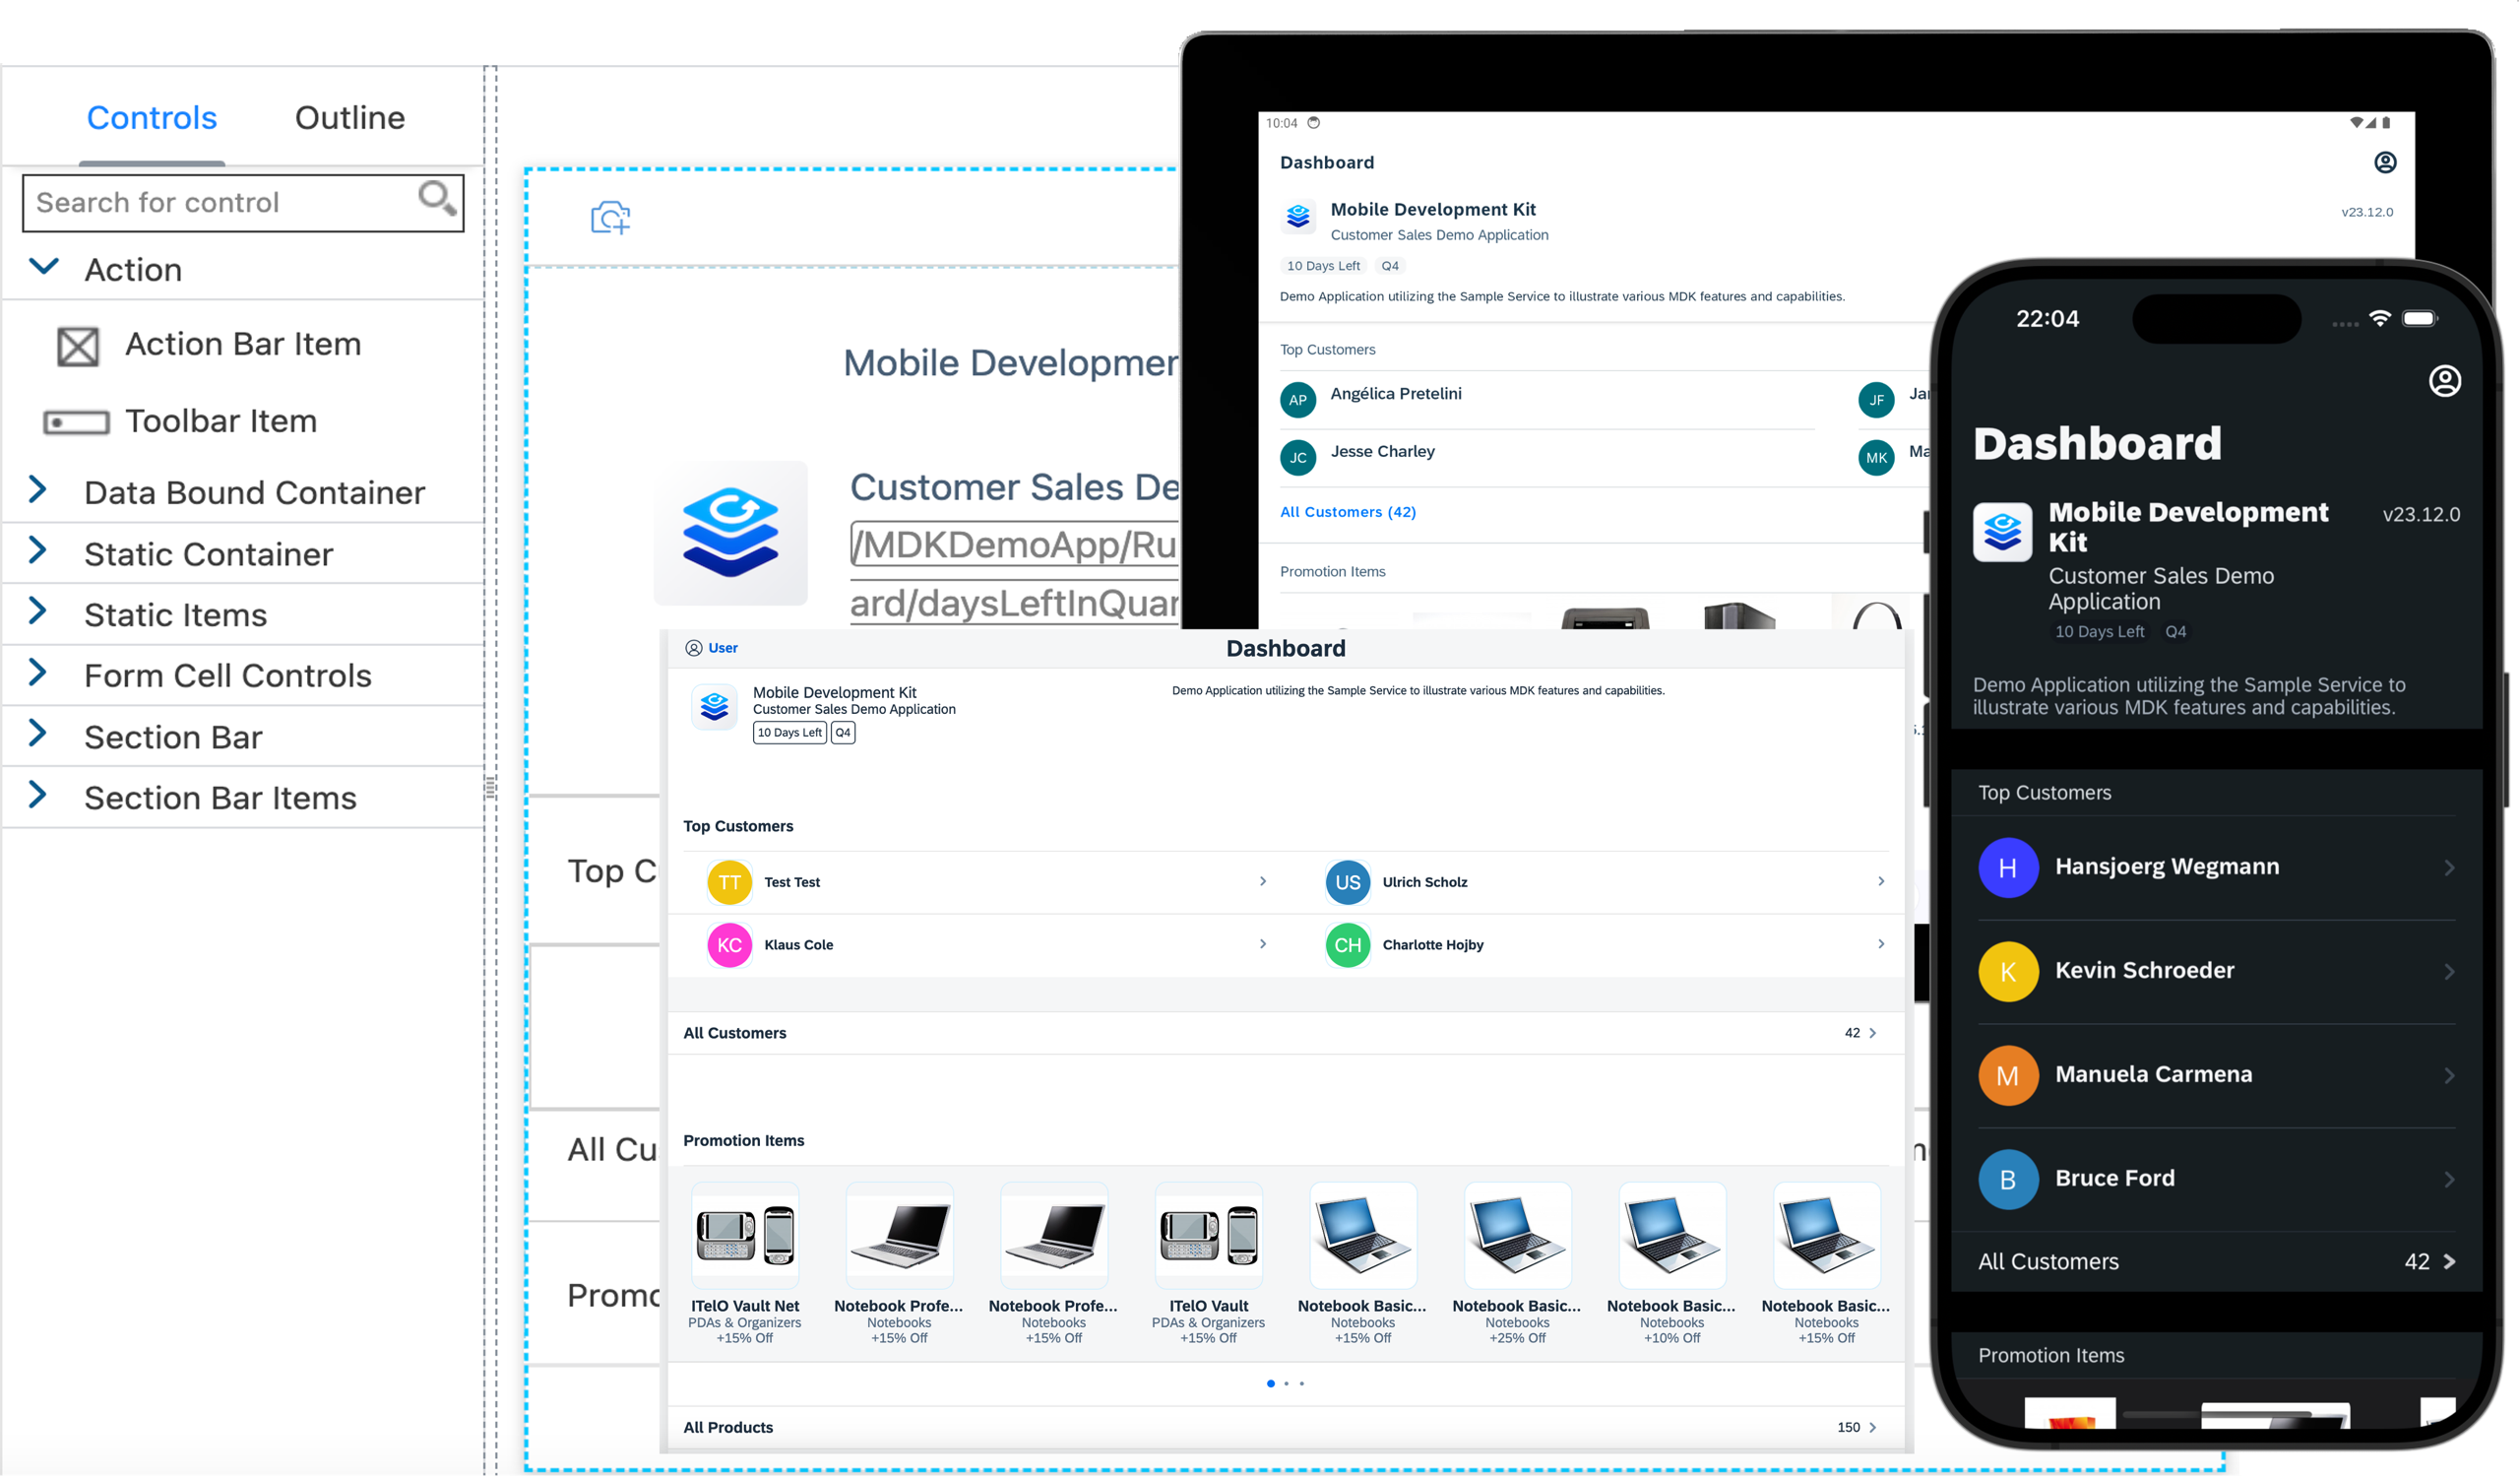 Controls
Outline
Search for control
Action
Action Bar Item
Toolbar Item
Data Bound Container
Static Container
Static Items
Form Cell Controls
Section Bar
Section Bar Items
Mobile Developmen
Customer Sales De
/MDKDemoApp/Ru
ard/daysLeftInQuar
Top C
All Cu
Promo
10:04
Dashboard
Mobile Development Kit
v23.12.0
Customer Sales Demo Application
10 Days Left Q4
Demo Application utilizing the Sample Service to illustrate various MDK features and capabilities.
Top Customers
AP Angélica Pretelini
JF Ja
JC Jesse Charley
MK Ma
All Customers (42)
Promotion Items
User
Dashboard
Mobile Development Kit
Customer Sales Demo Application
10 Days Left Q4
Demo Application utilizing the Sample Service to illustrate various MDK features and capabilities.
Top Customers
TT Test Test
US Ulrich Scholz
KC Klaus Cole
CH Charlotte Hojby
All Customers
42
Promotion Items
ITelO Vault Net
PDAs & Organizers
+15% Off
Notebook Profe...
Notebooks
+15% Off
Notebook Profe...
Notebooks
+15% Off
ITelO Vault
PDAs & Organizers
+15% Off
Notebook Basic...
Notebooks
+15% Off
Notebook Basic...
Notebooks
+25% Off
Notebook Basic...
Notebooks
+10% Off
Notebook Basic...
Notebooks
+15% Off
All Products
150
22:04
Dashboard
Mobile Development
Kit
v23.12.0
Customer Sales Demo
Application
10 Days Left Q4
Demo Application utilizing the Sample Service to
illustrate various MDK features and capabilities.
Top Customers
H Hansjoerg Wegmann
K Kevin Schroeder
M Manuela Carmena
B Bruce Ford
All Customers
42
Promotion Items